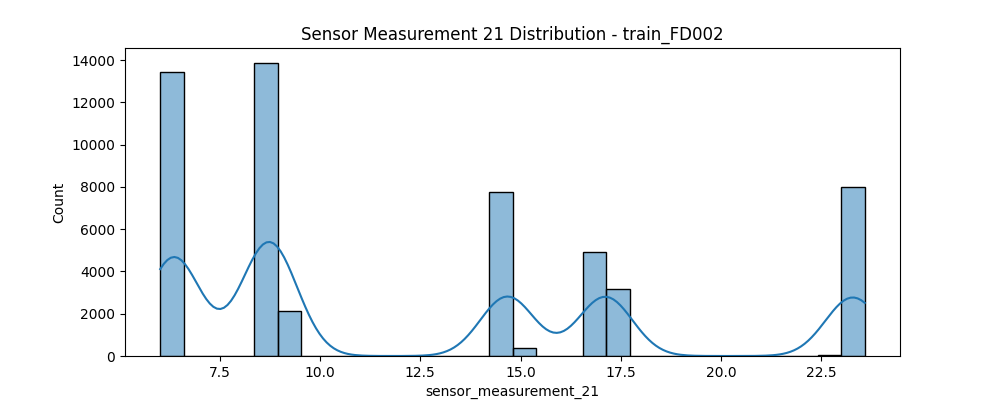 Sensor Measurement 21 Distribution - train_FD002
14000
12000
10000
8000
6000
4000
2000
0
Count
7.5 10.0 12.5 15.0 17.5 20.0 22.5
sensor_measurement_21